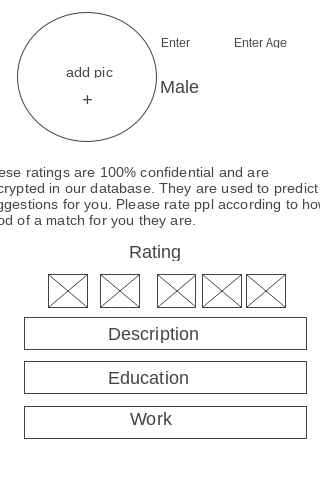 Enter Enter Age
add pic
+
Male
ese ratings are 100% confidential and are
crypted in our database. They are used to predict
ggestions for you. Please rate ppl according to how
od of a match for you they are.
Rating
Description
Education
Work